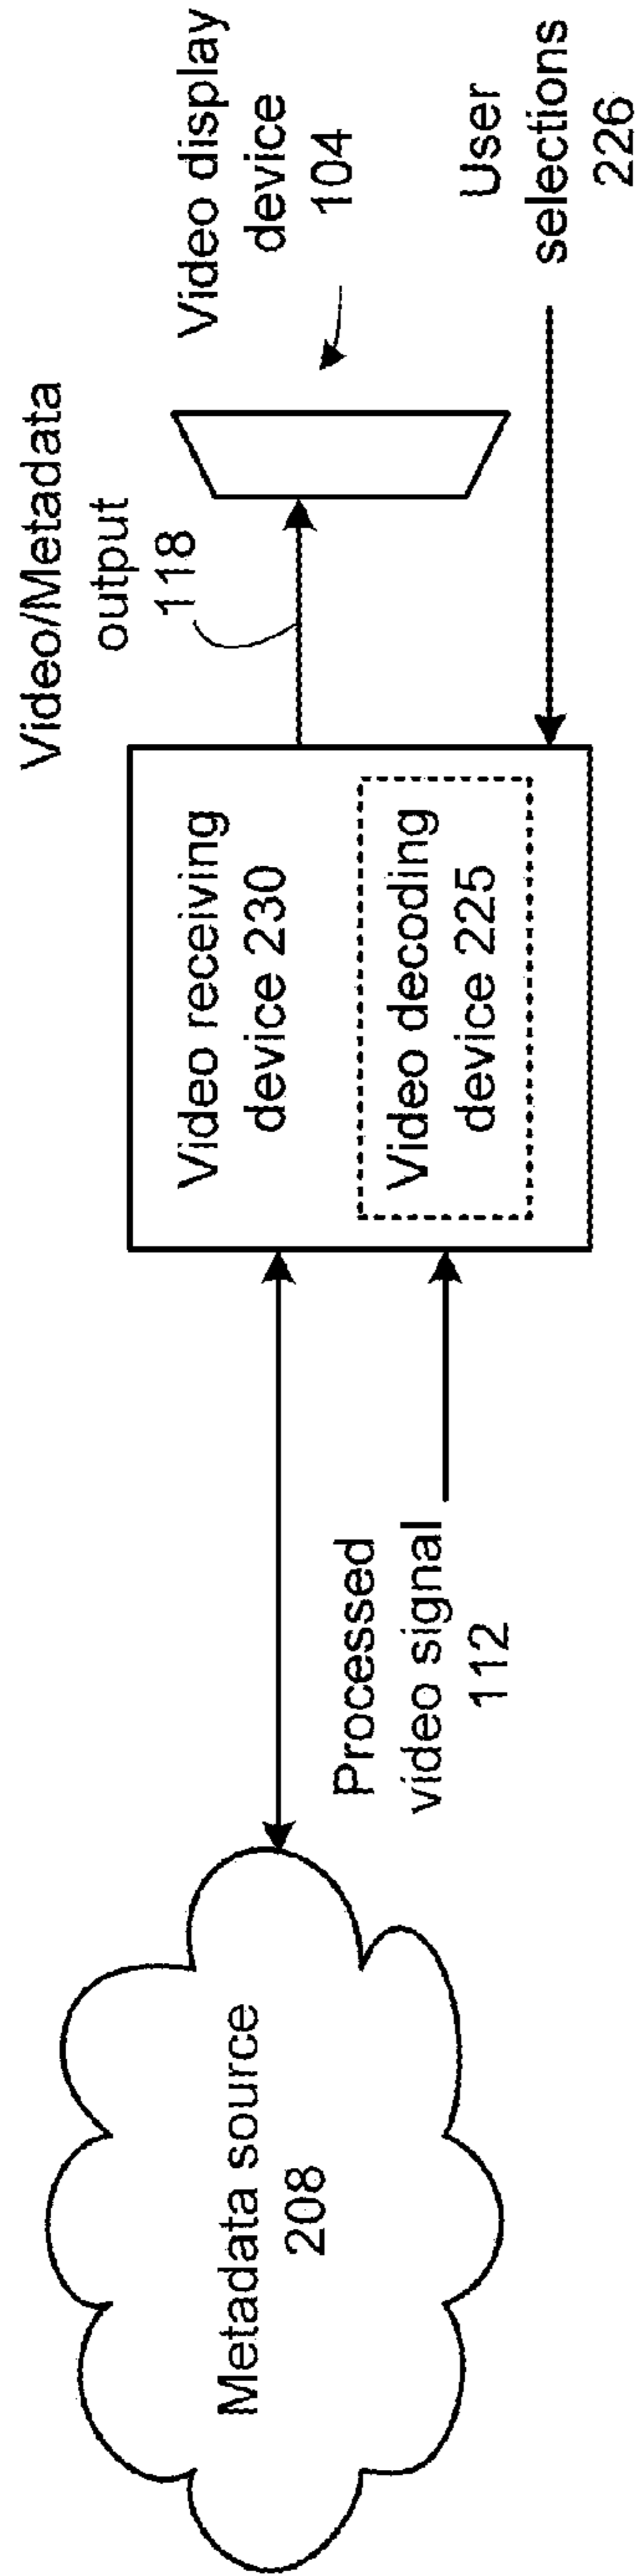 Metadata source
208
Processed
video signal
112
Video receiving
device 230
Video decoding
device 225
Video/Metadata
output
118
Video display
device
104
User
selections
226